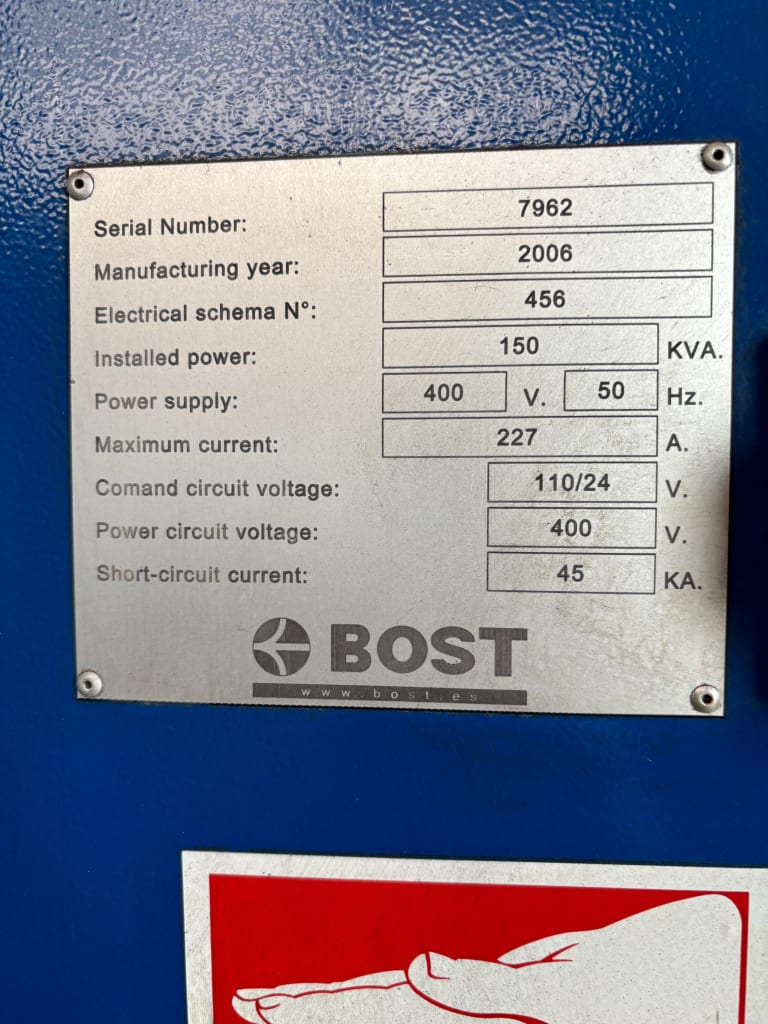 Serial Number: 7962
Manufacturing year: 2006
Electrical schema N°: 456
Installed power: 150 KVA.
Power supply: 400 V. 50 Hz.
Maximum current: 227 A.
Comand circuit voltage: 110/24 V.
Power circuit voltage: 400 V.
Short-circuit current: 45 KA.
BOST
www.bost.es